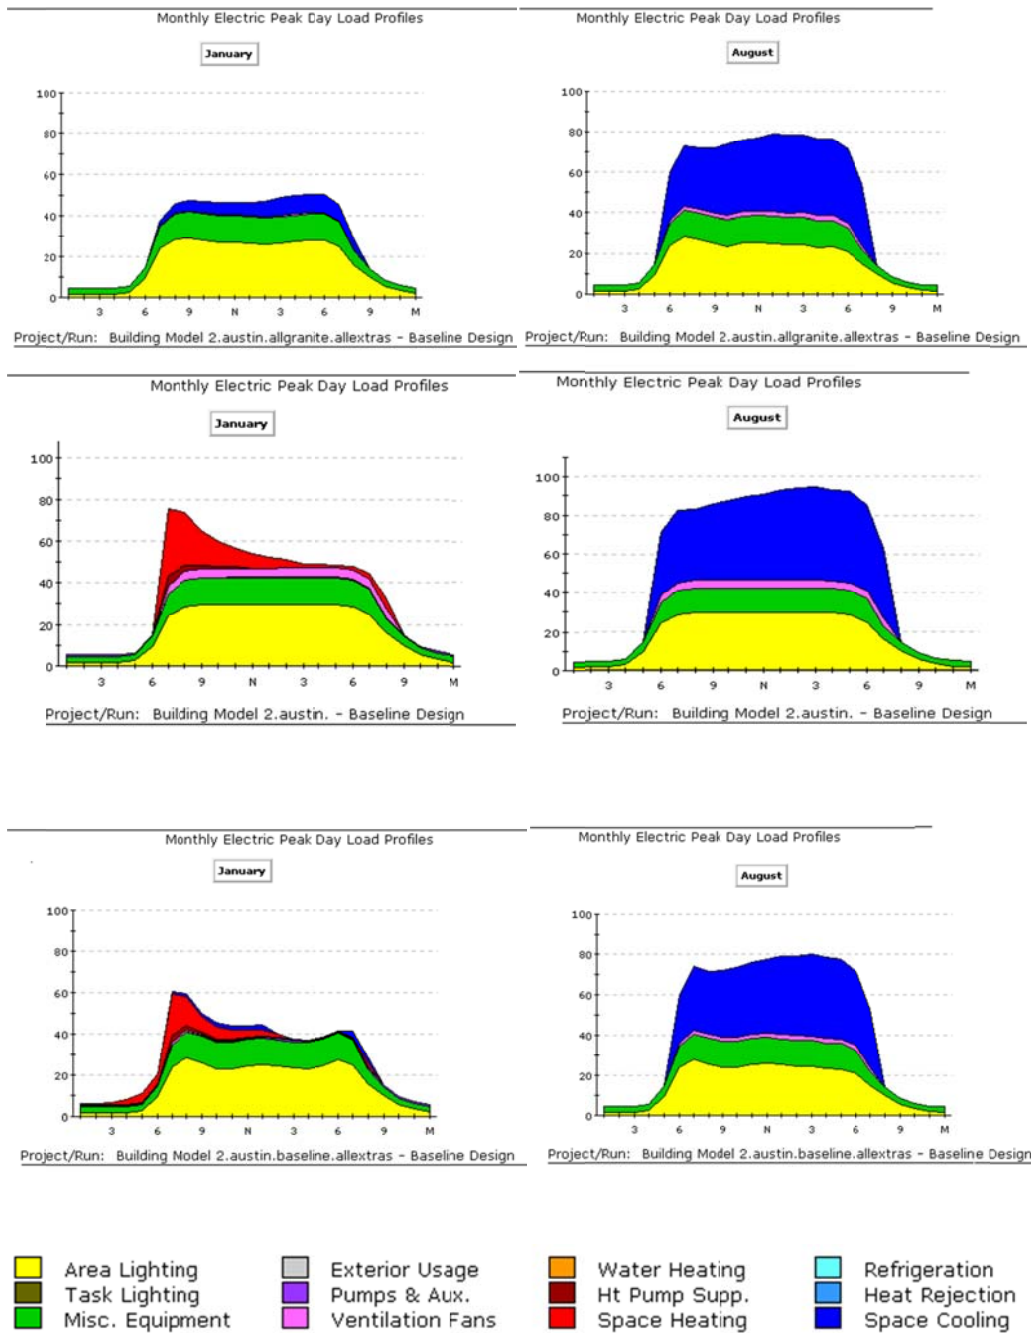 Monthly Electric Peak Day Load Profiles
January
100
80
60
40
20
0
3 6 9 N 3 6 9 M
Project/Run: Building Model 2.austin.allgranite.allextras - Baseline Design
Monthly Electric Peak Day Load Profiles
August
100
80
60
40
20
0
3 6 9 N 3 6 9 M
Project/Run: Building Model 2.austin.allgranite.allextras - Baseline Design
Monthly Electric Peak Day Load Profiles
January
100
80
60
40
20
0
3 6 9 N 3 6 9 M
Project/Run: Building Model 2.austin. - Baseline Design
Monthly Electric Peak Day Load Profiles
August
100
80
60
40
20
0
3 6 9 N 3 6 9 M
Project/Run: Building Model 2.austin. - Baseline Design
Monthly Electric Peak Day Load Profiles
January
100
80
60
40
20
0
3 6 9 N 3 6 9 M
Project/Run: Building Model 2.austin.baseline.allextras - Baseline Design
Monthly Electric Peak Day Load Profiles
August
100
80
60
40
20
0
3 6 9 N 3 6 9 M
Project/Run: Building Model 2.austin.baseline.allextras - Baseline Design
Area Lighting Exterior Usage Water Heating Refrigeration
Task Lighting Pumps & Aux. Ht Pump Supp. Heat Rejection
Misc. Equipment Ventilation Fans Space Heating Space Cooling